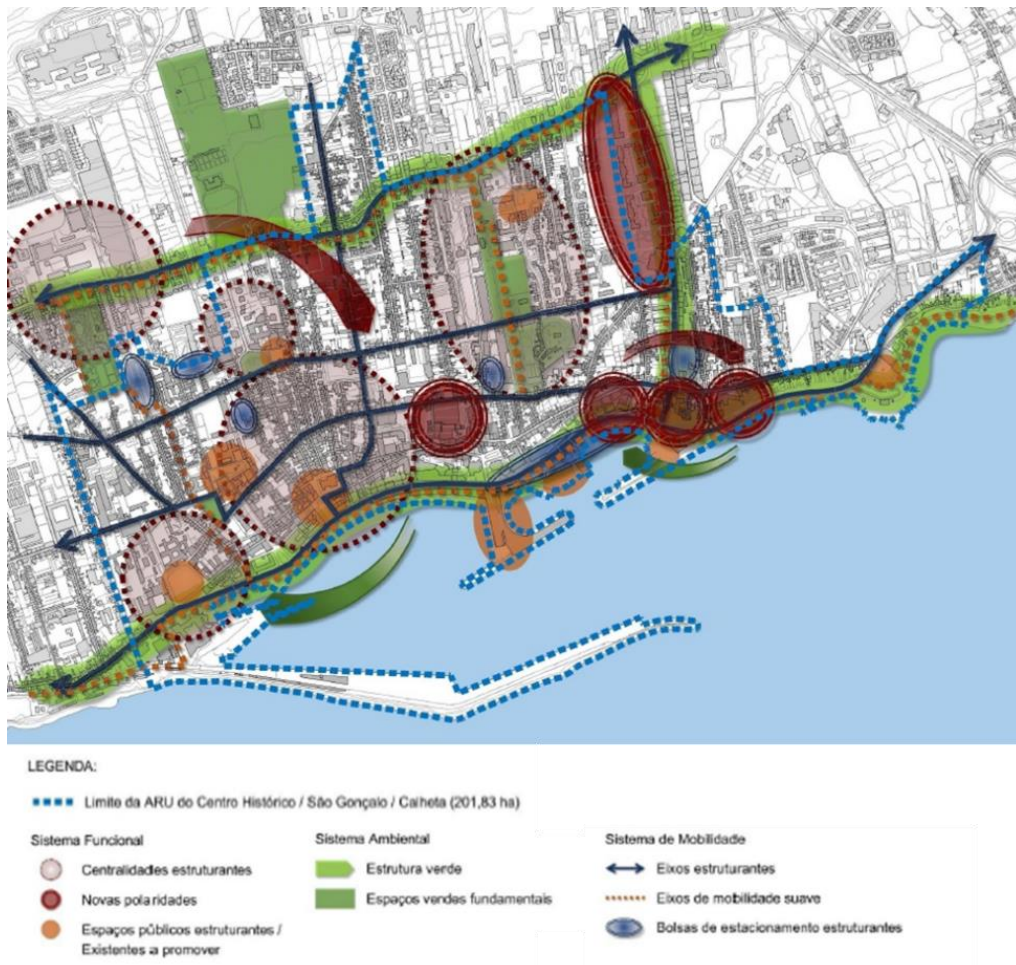 LEGENDA:
Limite da ARU do Centro Histórico / São Gonçalo / Calheta (201,83 ha)
Sistema Funcional
Centralidades estruturantes
Novas polaridades
Espaços públicos estruturantes /
Existentes a promover
Sistema Ambiental
Estrutura verde
Espaços vendes fundamentais
Sistema de Mobilidade
Eixos estruturantes
Eixos de mobilidade suave
Bolsas de estacionamento estruturantes